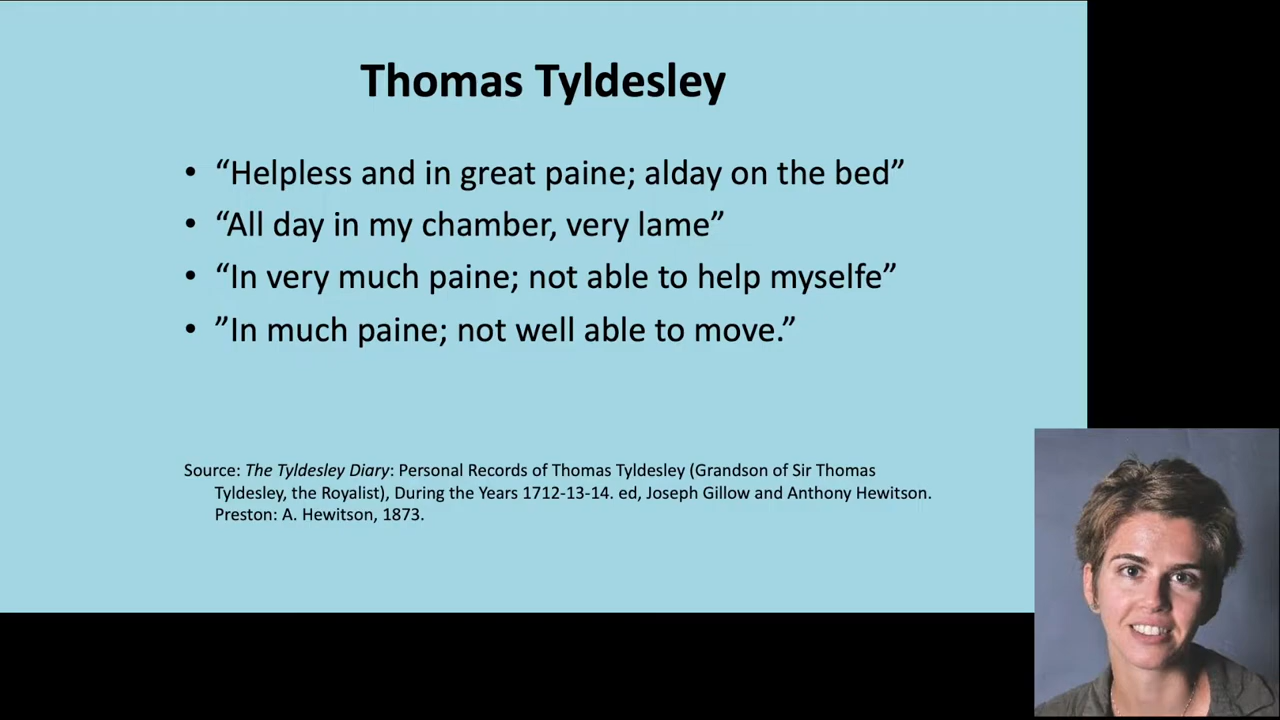 Thomas Tyldesley
• “Helpless and in great paine; alday on the bed”
• “All day in my chamber, very lame”
• “In very much paine; not able to help myselfe”
• ”In much paine; not well able to move.”
Source: The Tyldesley Diary: Personal Records of Thomas Tyldesley (Grandson of Sir Thomas
Tyldesley, the Royalist), During the Years 1712-13-14. ed, Joseph Gillow and Anthony Hewitson.
Preston: A. Hewitson, 1873.